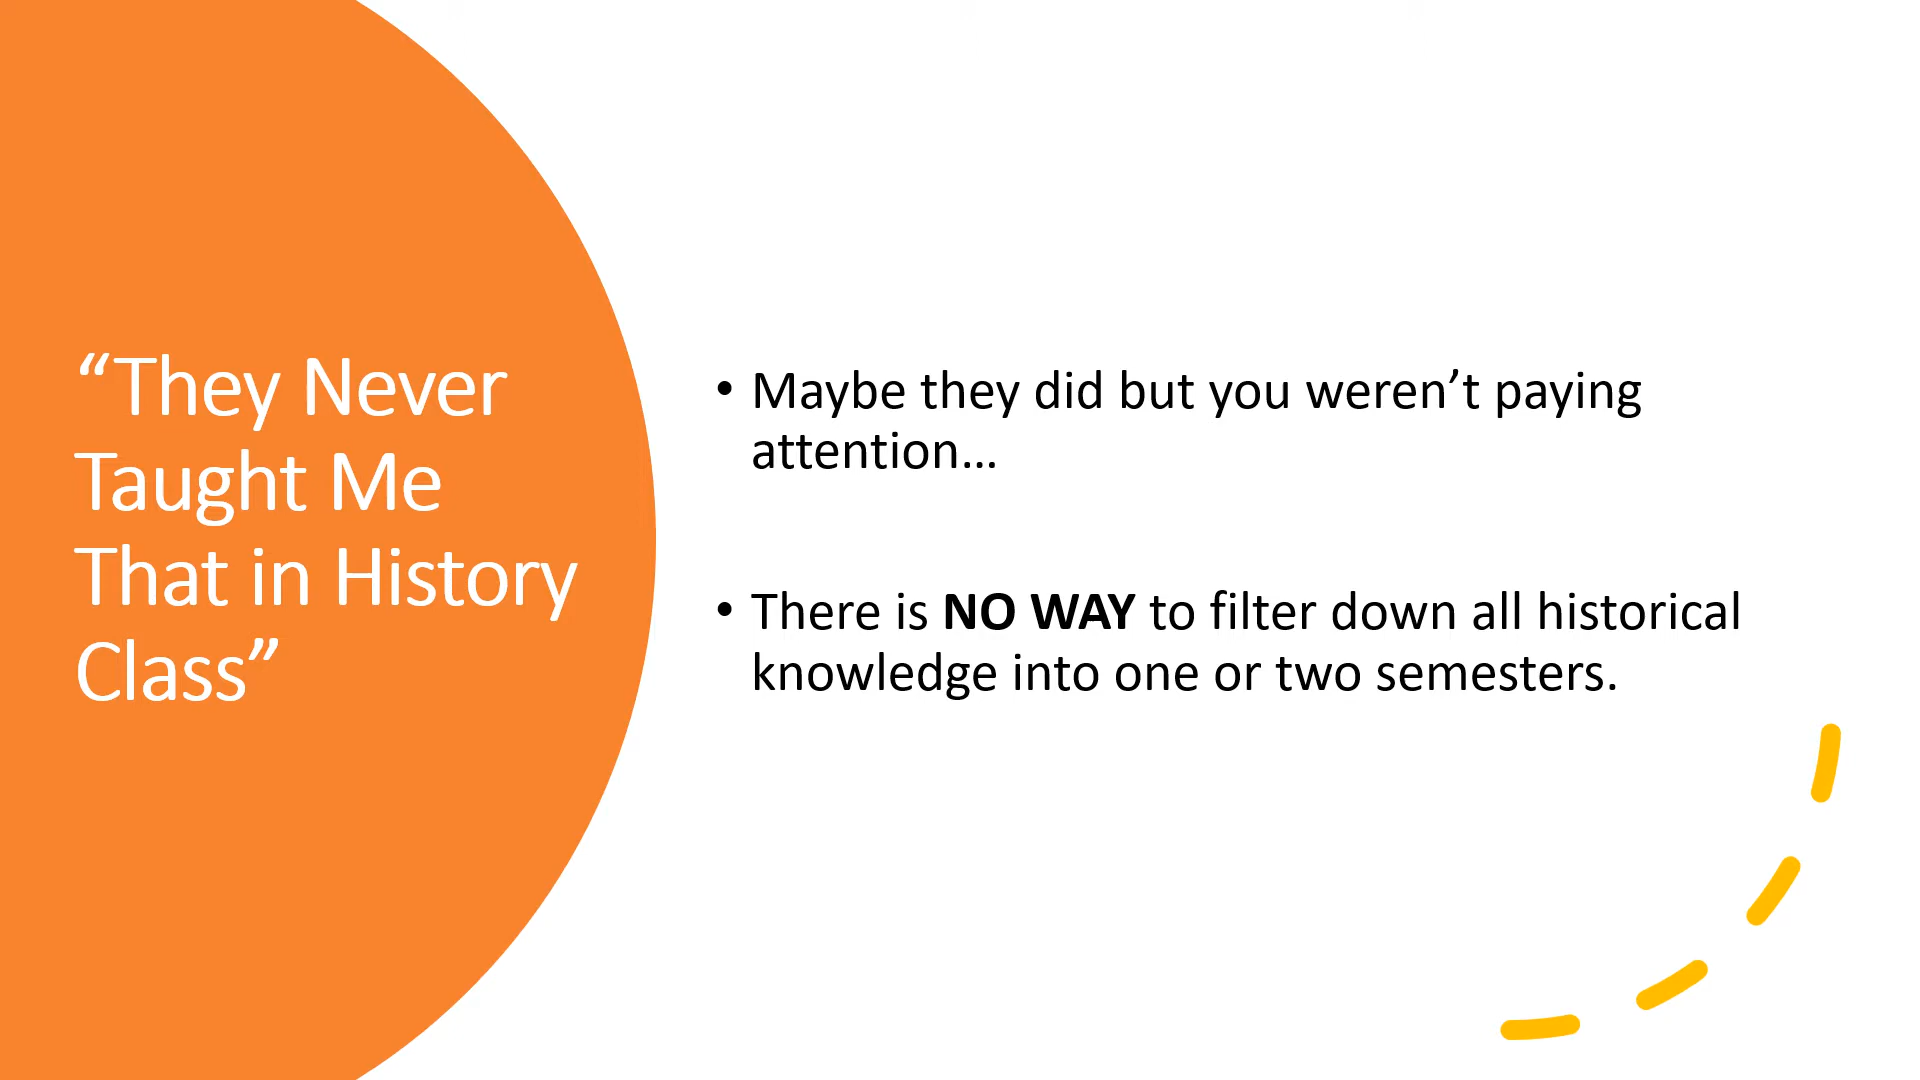 “They Never
Taught Me
That in History
Class”
• Maybe they did but you weren’t paying
attention…
• There is NO WAY to filter down all historical
knowledge into one or two semesters.